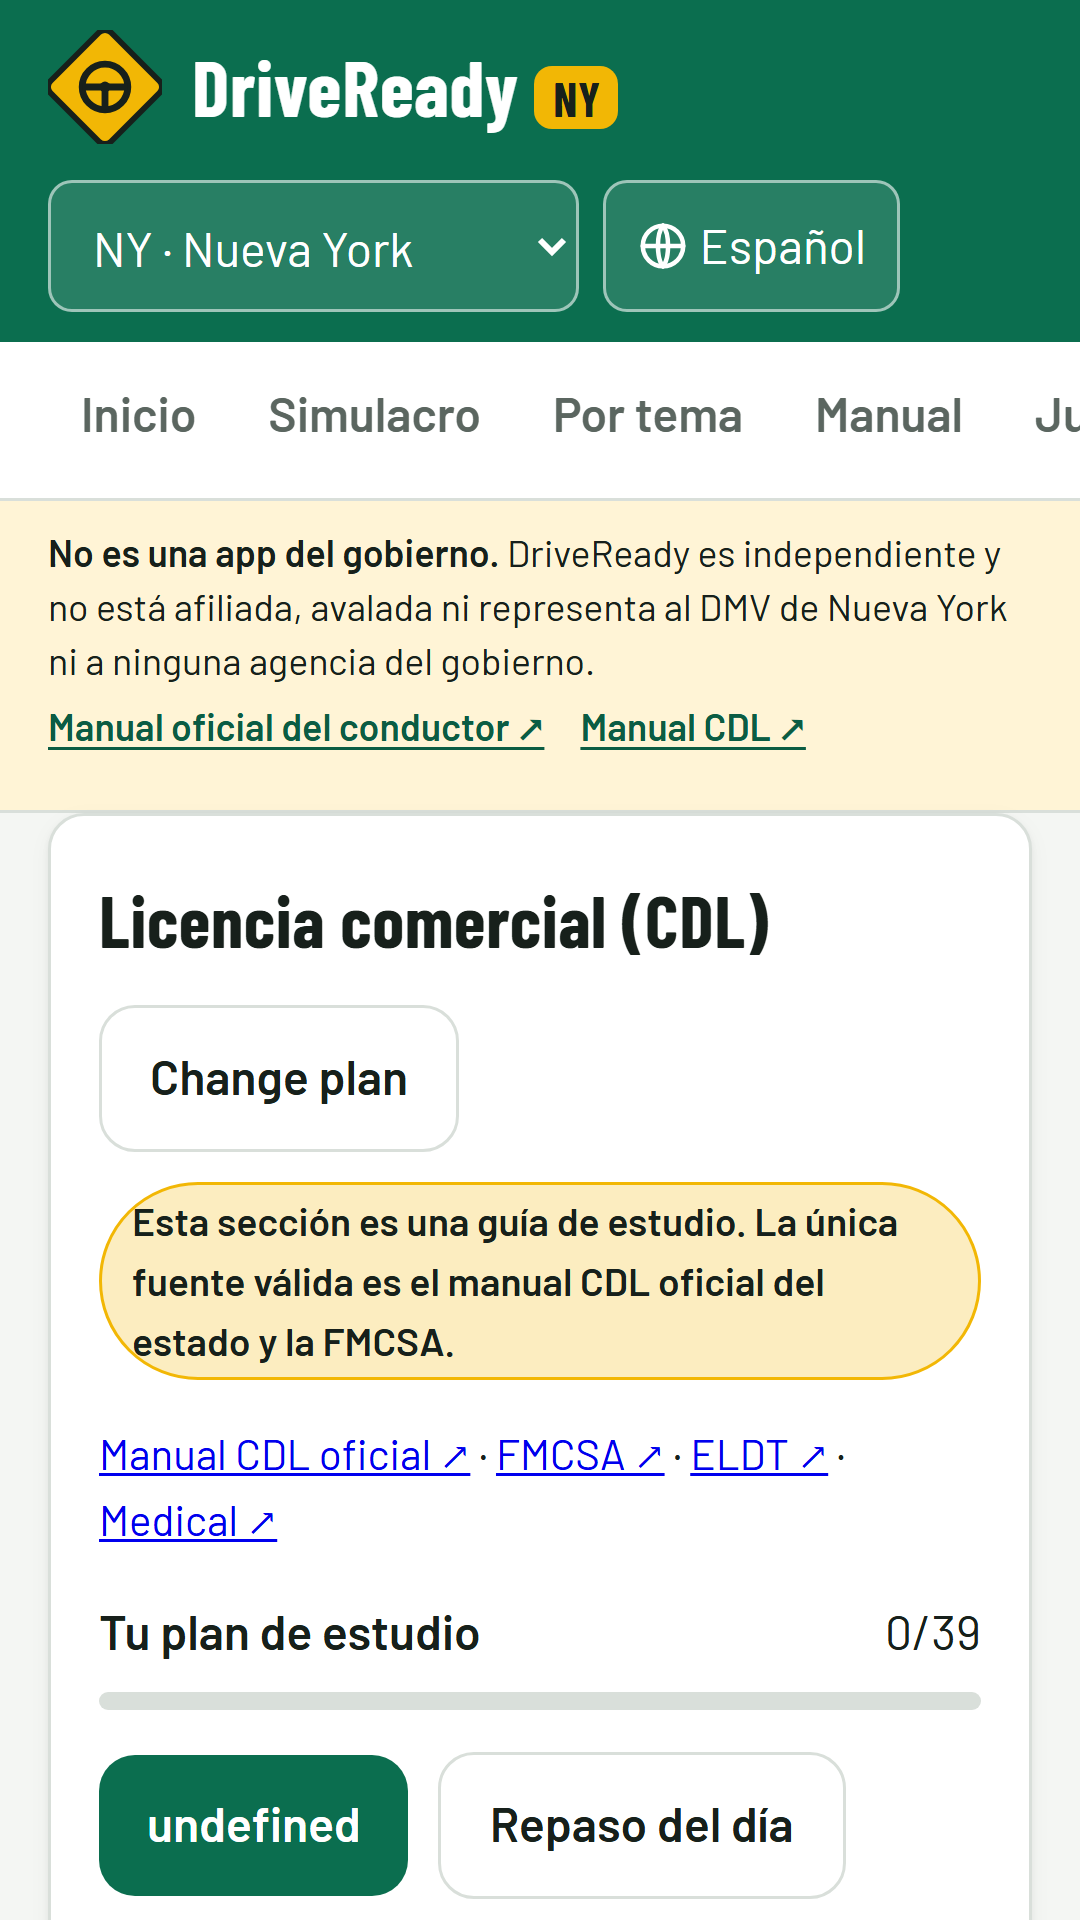 DriveReady NY
NY · Nueva York
Español
Inicio Simulacro Por tema Manual Ju
No es una app del gobierno. DriveReady es independiente y
no está afiliada, avalada ni representa al DMV de Nueva York
ni a ninguna agencia del gobierno.
Manual oficial del conductor ↗ Manual CDL ↗
Licencia comercial (CDL)
Change plan
Esta sección es una guía de estudio. La única
fuente válida es el manual CDL oficial del
estado y la FMCSA.
Manual CDL oficial ↗ · FMCSA ↗ · ELDT ↗ ·
Medical ↗
Tu plan de estudio 0/39
undefined Repaso del día